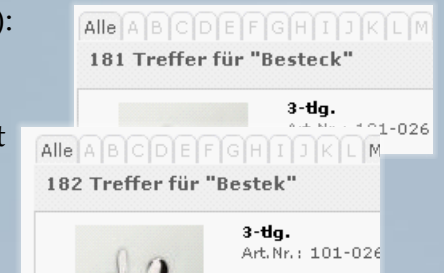 ):
Alle A B C D E F G H I J K L M
181 Treffer für "Besteck"
3-tlg.
t
Alle A B C D E F G H I J K L M
182 Treffer für "Bestek"
3-tlg.
Art.Nr.: 101-026